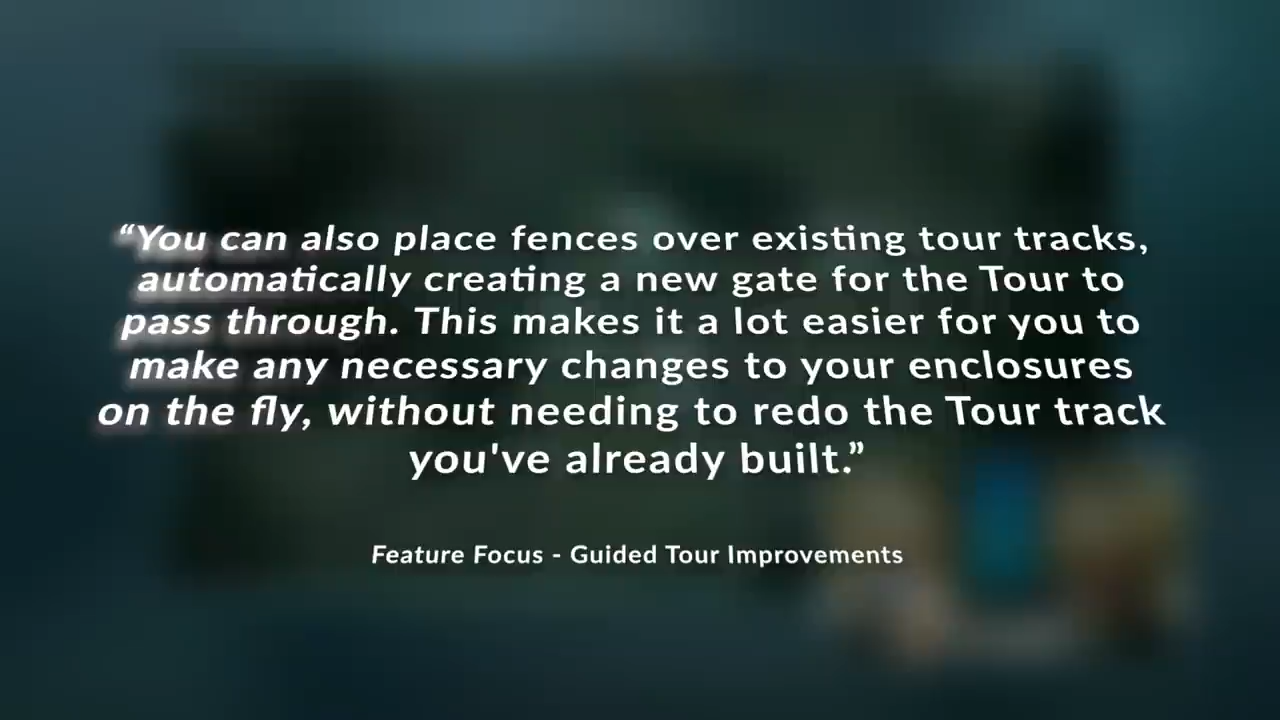 “You can also place fences over existing tour tracks,
automatically creating a new gate for the Tour to
pass through. This makes it a lot easier for you to
make any necessary changes to your enclosures
on the fly, without needing to redo the Tour track
you've already built.”
Feature Focus - Guided Tour Improvements